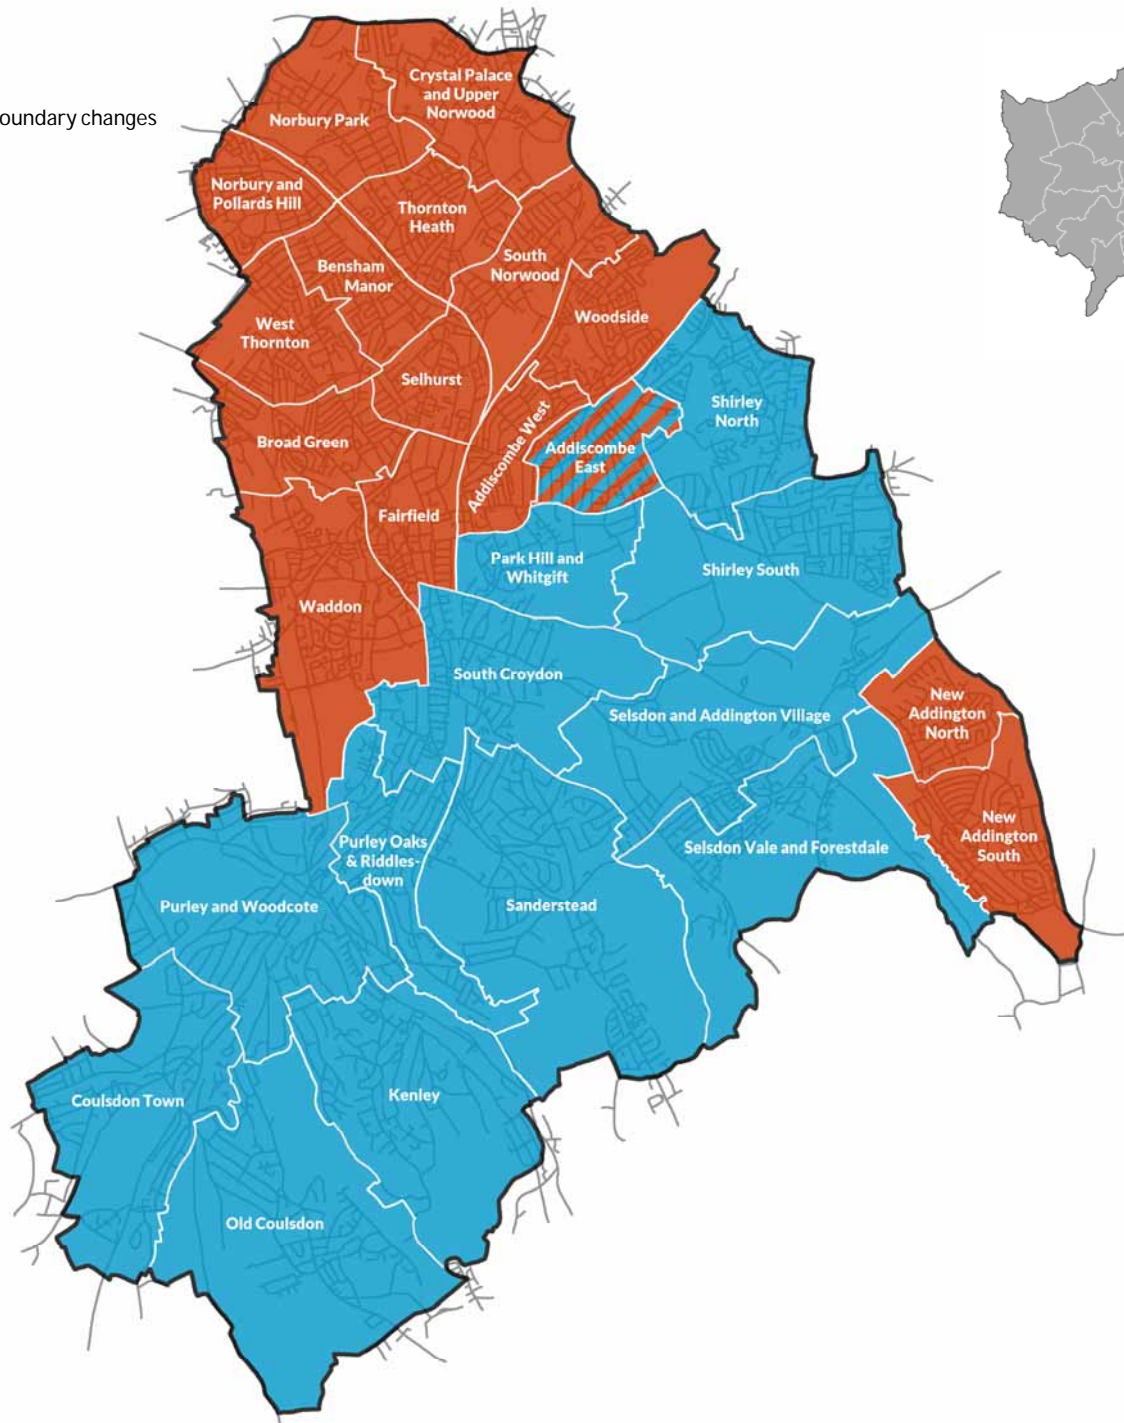 oundary changes
Crystal Palace
and Upper
Norwood
Norbury Park
Norbury and
Pollards Hill
Thornton
Heath
South
Norwood
Bensham
Manor
West
Thornton
Woodside
Selhurst
Shirley
North
Broad Green
Addiscombe West
Addiscombe
East
Fairfield
Park Hill and
Whitgift
Shirley South
Waddon
South Croydon
Selsdon and Addington Village
New
Addington
North
New
Addington
South
Purley Oaks
& Riddles-
down
Selsdon Vale and Forestdale
Purley and Woodcote
Sanderstead
Coulsdon Town
Kenley
Old Coulsdon